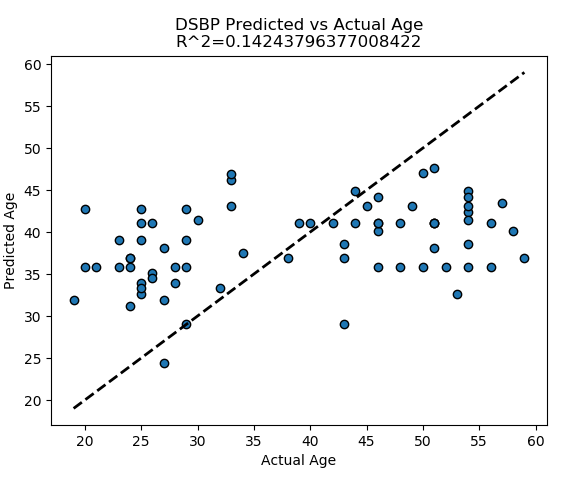 DSBP Predicted vs Actual Age
R^2=0.14243796377008422
60
55
50
45
40
35
30
25
20
Predicted Age
20 25 30 35 40 45 50 55 60
Actual Age